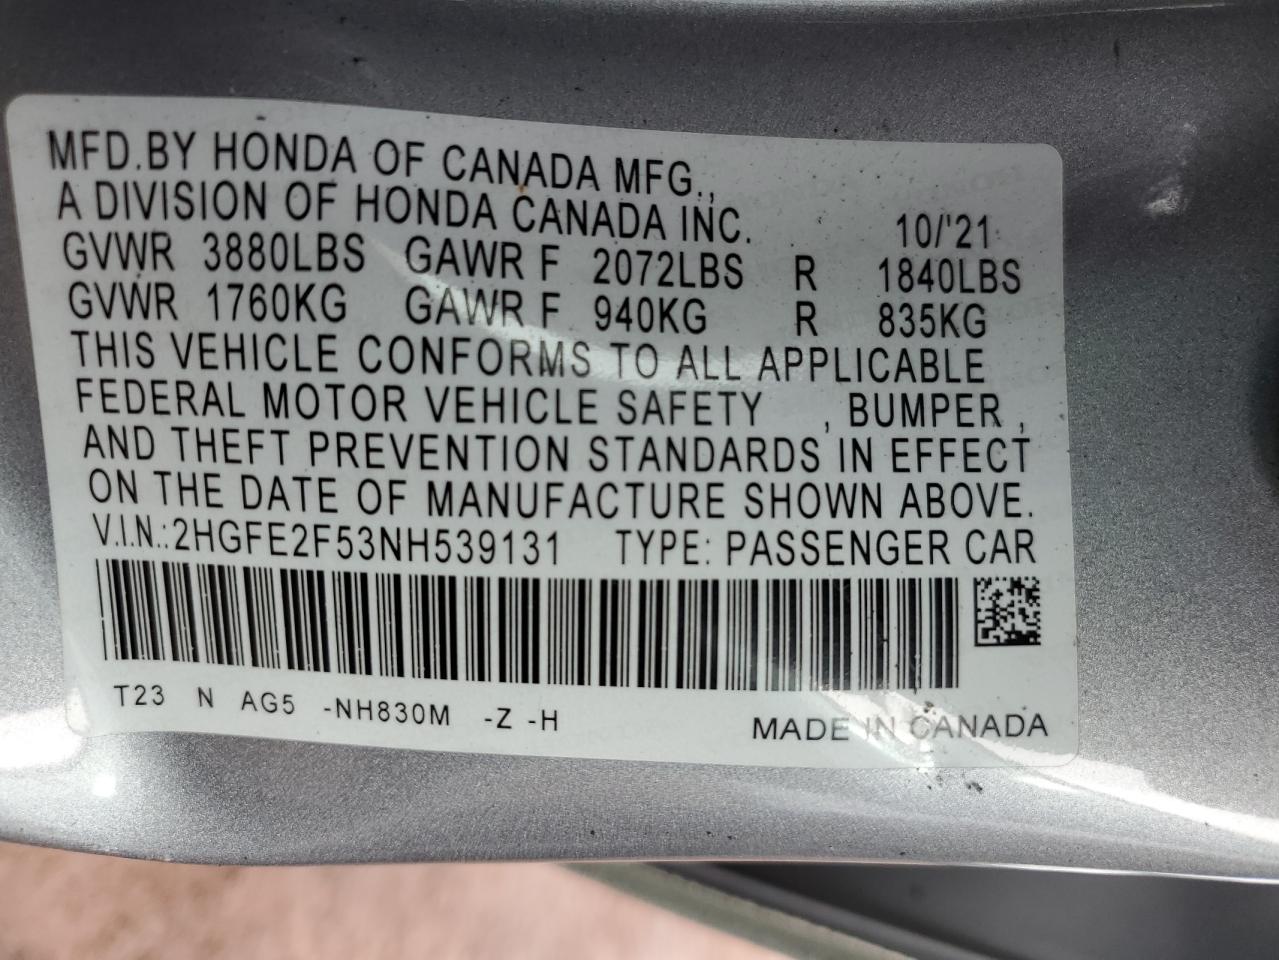 MFD.BY HONDA OF CANADA MFG.,
A DIVISION OF HONDA CANADA INC. 10/'21
GVWR 3880LBS GAWR F 2072LBS R 1840LBS
GVWR 1760KG GAWR F 940KG R 835KG
THIS VEHICLE CONFORMS TO ALL APPLICABLE
FEDERAL MOTOR VEHICLE SAFETY , BUMPER ,
AND THEFT PREVENTION STANDARDS IN EFFECT
ON THE DATE OF MANUFACTURE SHOWN ABOVE.
V.I.N.:2HGFE2F53NH539131 TYPE: PASSENGER CAR
T23 N AG5 -NH830M -Z -H
MADE IN CANADA